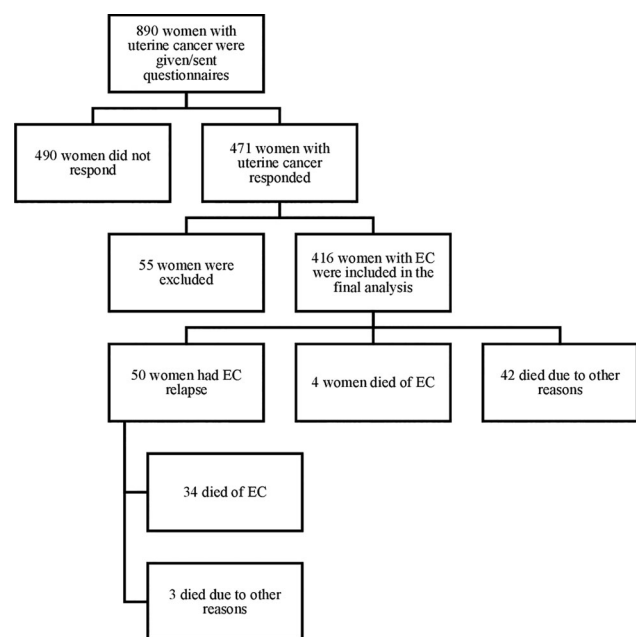 890 women with
uterine cancer were
given/sent
questionnaires
490 women did not
respond
471 women with
uterine cancer
responded
55 women were
excluded
416 women with EC
were included in the
final analysis
50 women had EC
relapse
4 women died of EC
42 died due to other
reasons
34 died of EC
3 died due to other
reasons